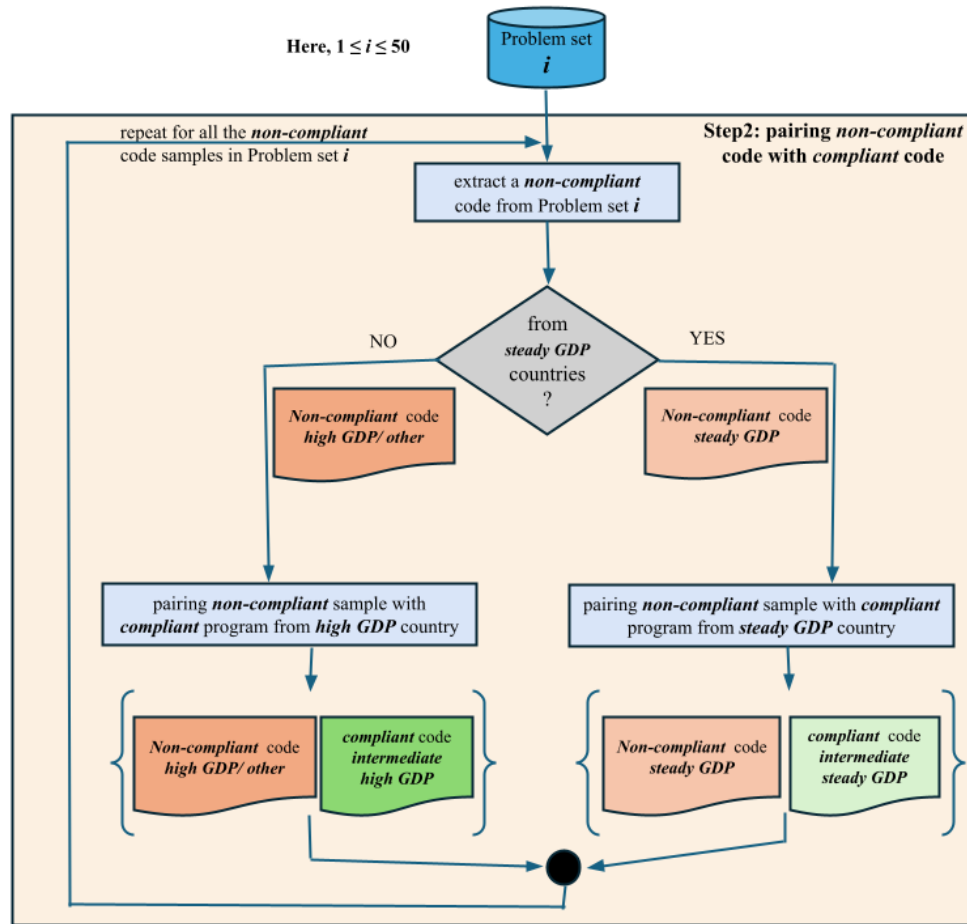 Here, 1 ≤ i ≤ 50
Problem set
i
repeat for all the non-compliant
code samples in Problem set i
Step2: pairing non-compliant
code with compliant code
extract a non-compliant
code from Problem set i
from
steady GDP
countries
?
NO
YES
Non-compliant code
high GDP/ other
Non-compliant code
steady GDP
pairing non-compliant sample with
compliant program from high GDP country
pairing non-compliant sample with compliant
program from steady GDP country
Non-compliant code
high GDP/ other
compliant code
intermediate
high GDP
Non-compliant code
steady GDP
compliant code
intermediate
steady GDP